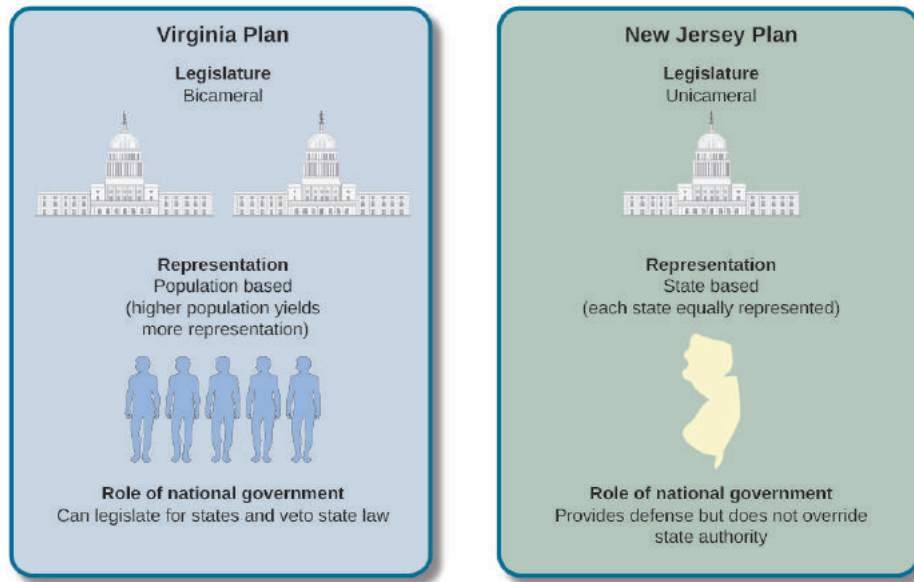 Virginia Plan
Legislature
Bicameral
Representation
Population based
(higher population yields
more representation)
Role of national government
Can legislate for states and veto state law
New Jersey Plan
Legislature
Unicameral
Representation
State based
(each state equally represented)
Role of national government
Provides defense but does not override
state authority